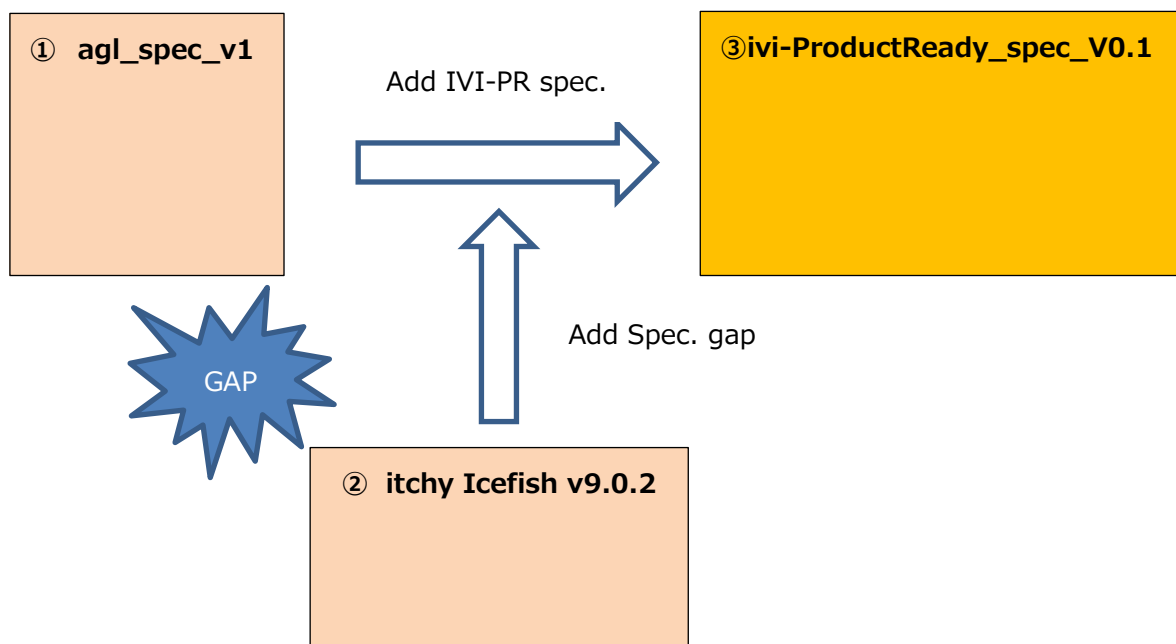 ① agl_spec_v1
③ivi-ProductReady_spec_V0.1
Add IVI-PR spec.
Add Spec. gap
GAP
② itchy Icefish v9.0.2